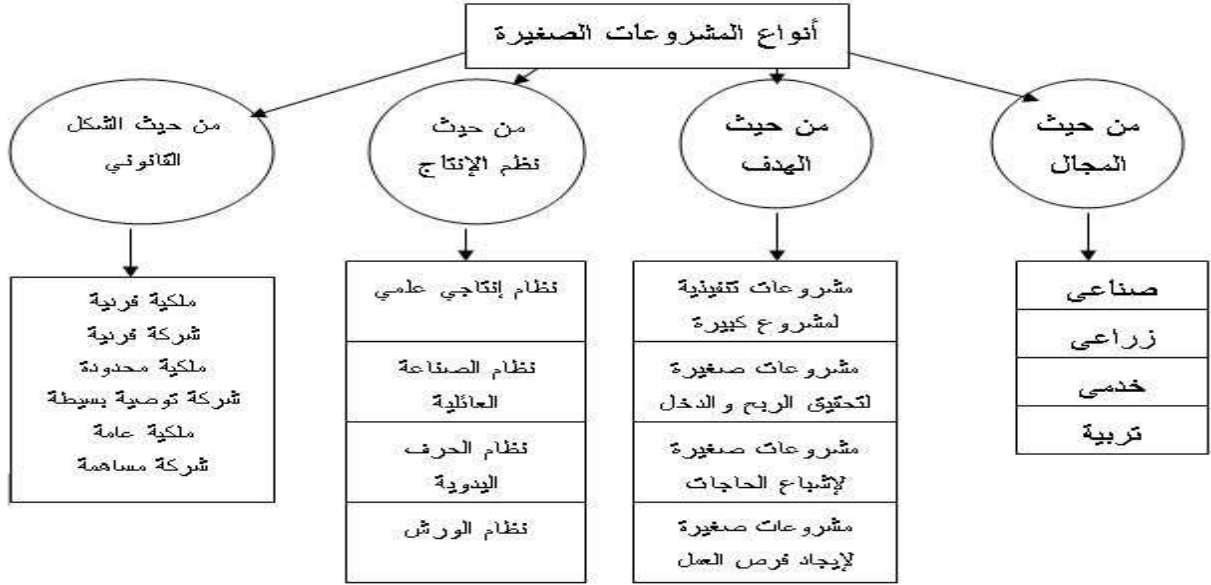 أنواع المشروعات الصغيرة
من حيث
المجال
من حيث
الهدف
من حيث
نظم الإنتاج
من حيث الشكل
القانوني
صناعى
زراعى
خدمى
تربية
مشروعات تنفيذية
لمشروع كبيرة
مشروعات صغيرة
لتحقيق الربح والدخل
مشروعات صغيرة
لإشباع الحاجات
مشروعات صغيرة
لإيجاد فرص العمل
نظام إنتاجي علمي
نظام الصناعة
العائلية
نظام الحرف
اليدوية
نظام الورش
ملكية فردية
شركة فردية
ملكية محدودة
شركة توصية بسيطة
ملكية عامة
شركة مساهمة